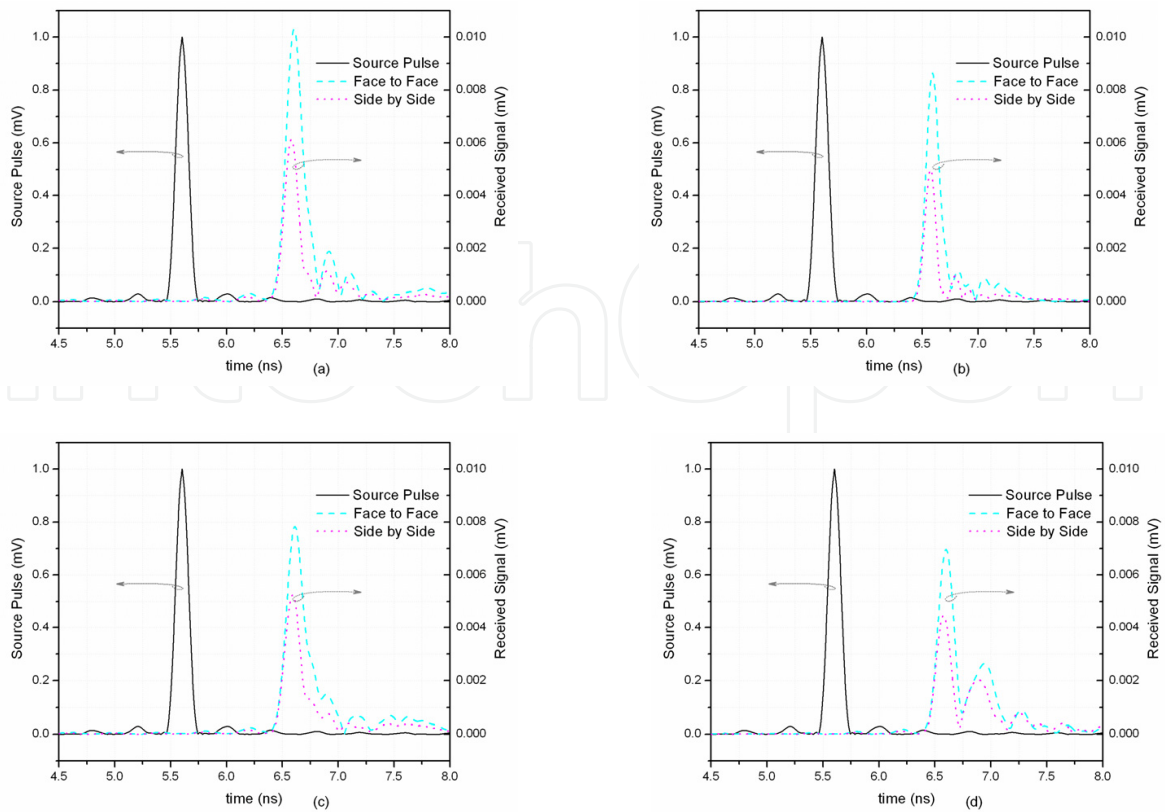 1.0
0.8
0.6
0.4
0.2
0.0
Source Pulse (mV)
Source Pulse
Face to Face
Side by Side
0.010
0.008
0.006
0.004
0.002
0.000
Received Signal (mV)
4.5 5.0 5.5 6.0 6.5 7.0 7.5 8.0
time (ns) (a)
1.0
0.8
0.6
0.4
0.2
0.0
Source Pulse (mV)
Source Pulse
Face to Face
Side by Side
0.010
0.008
0.006
0.004
0.002
0.000
Received Signal (mV)
4.5 5.0 5.5 6.0 6.5 7.0 7.5 8.0
time (ns) (b)
1.0
0.8
0.6
0.4
0.2
0.0
Source Pulse (mV)
Source Pulse
Face to Face
Side by Side
0.010
0.008
0.006
0.004
0.002
0.000
Received Signal (mV)
4.5 5.0 5.5 6.0 6.5 7.0 7.5 8.0
time (ns) (c)
1.0
0.8
0.6
0.4
0.2
0.0
Source Pulse (mV)
Source Pulse
Face to Face
Side by Side
0.010
0.008
0.006
0.004
0.002
0.000
Received Signal (mV)
4.5 5.0 5.5 6.0 6.5 7.0 7.5 8.0
time (ns) (d)